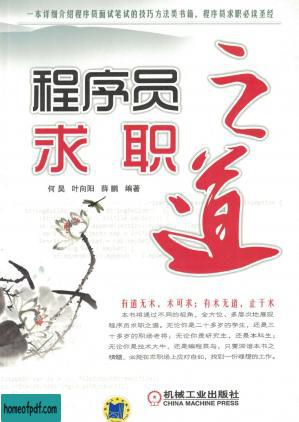 一本详细介绍程序员面试笔试的技巧方法类书籍，程序员求职必读圣经
程序员
求职
之道
何昊 叶向阳 薛鹏 编著
有道无术，术可求；有术无道，止于术
本书将通过不同的视角，全方位、多层次地展现
程序员求职之道。无论你是二十多岁的学生，还是三
十多岁的职场老将；无论你是研究生，还是本科生；
无论你是技术大牛，还是编程菜鸟，只要深谙本书之
精髓，必能在求职场上应对自如，找到一份理想的工作。
机械工业出版社
CHINA MACHINE PRESS
homeofpdf.com